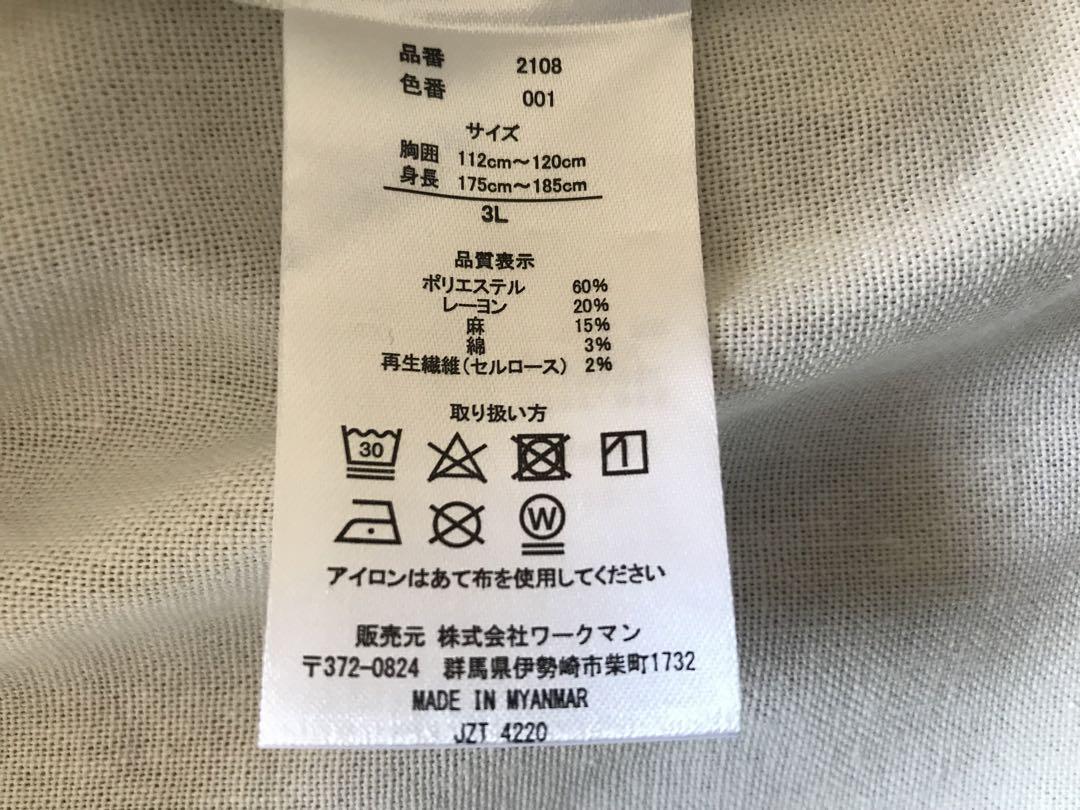 品番 2108
色番 001
サイズ
胸囲 112cm～120cm
身長 175cm～185cm
3L
品質表示
ポリエステル 60%
レーヨン 20%
麻 15%
綿 3%
再生繊維(セルロース) 2%
取り扱い方
30
W
アイロンはあて布を使用してください
販売元 株式会社ワークマン
〒372-0824 群馬県伊勢崎市柴町1732
MADE IN MYANMAR
JZT 4220